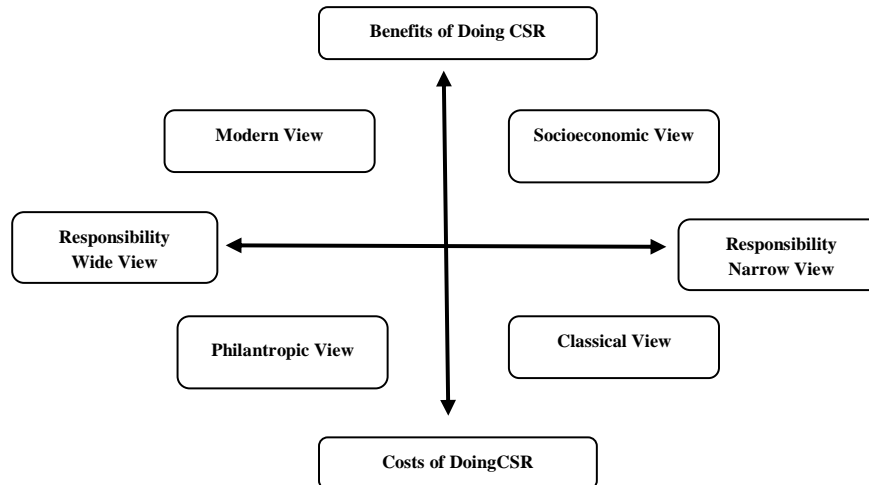 Benefits of Doing CSR
Modern View
Socioeconomic View
Responsibility
Wide View
Responsibility
Narrow View
Philantropic View
Classical View
Costs of DoingCSR